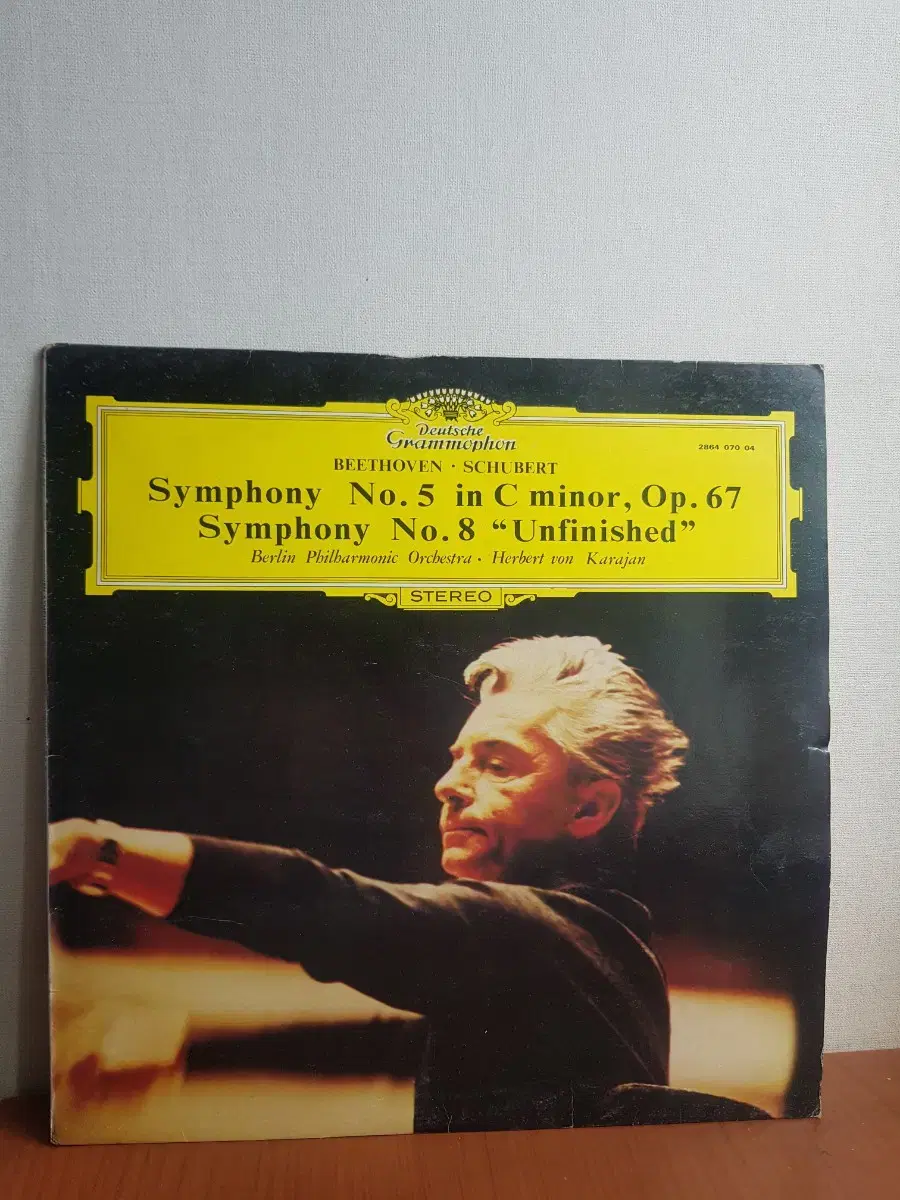 Deutsche
Grammophon
2864 070 04
BEETHOVEN · SCHUBERT
Symphony No. 5 in C minor, Op. 67
Symphony No. 8 “Unfinished”
Berlin Philharmonic Orchestra · Herbert von Karajan
STEREO